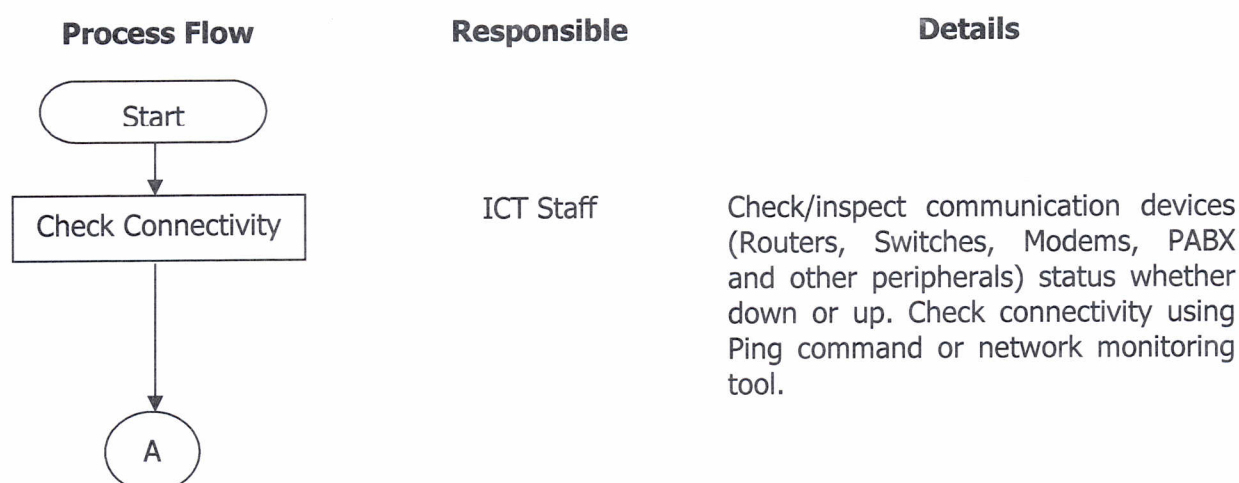 Process Flow Responsible Details
Start
Check Connectivity
ICT Staff
Check/inspect communication devices
(Routers, Switches, Modems, PABX
and other peripherals) status whether
down or up. Check connectivity using
Ping command or network monitoring
tool.
A